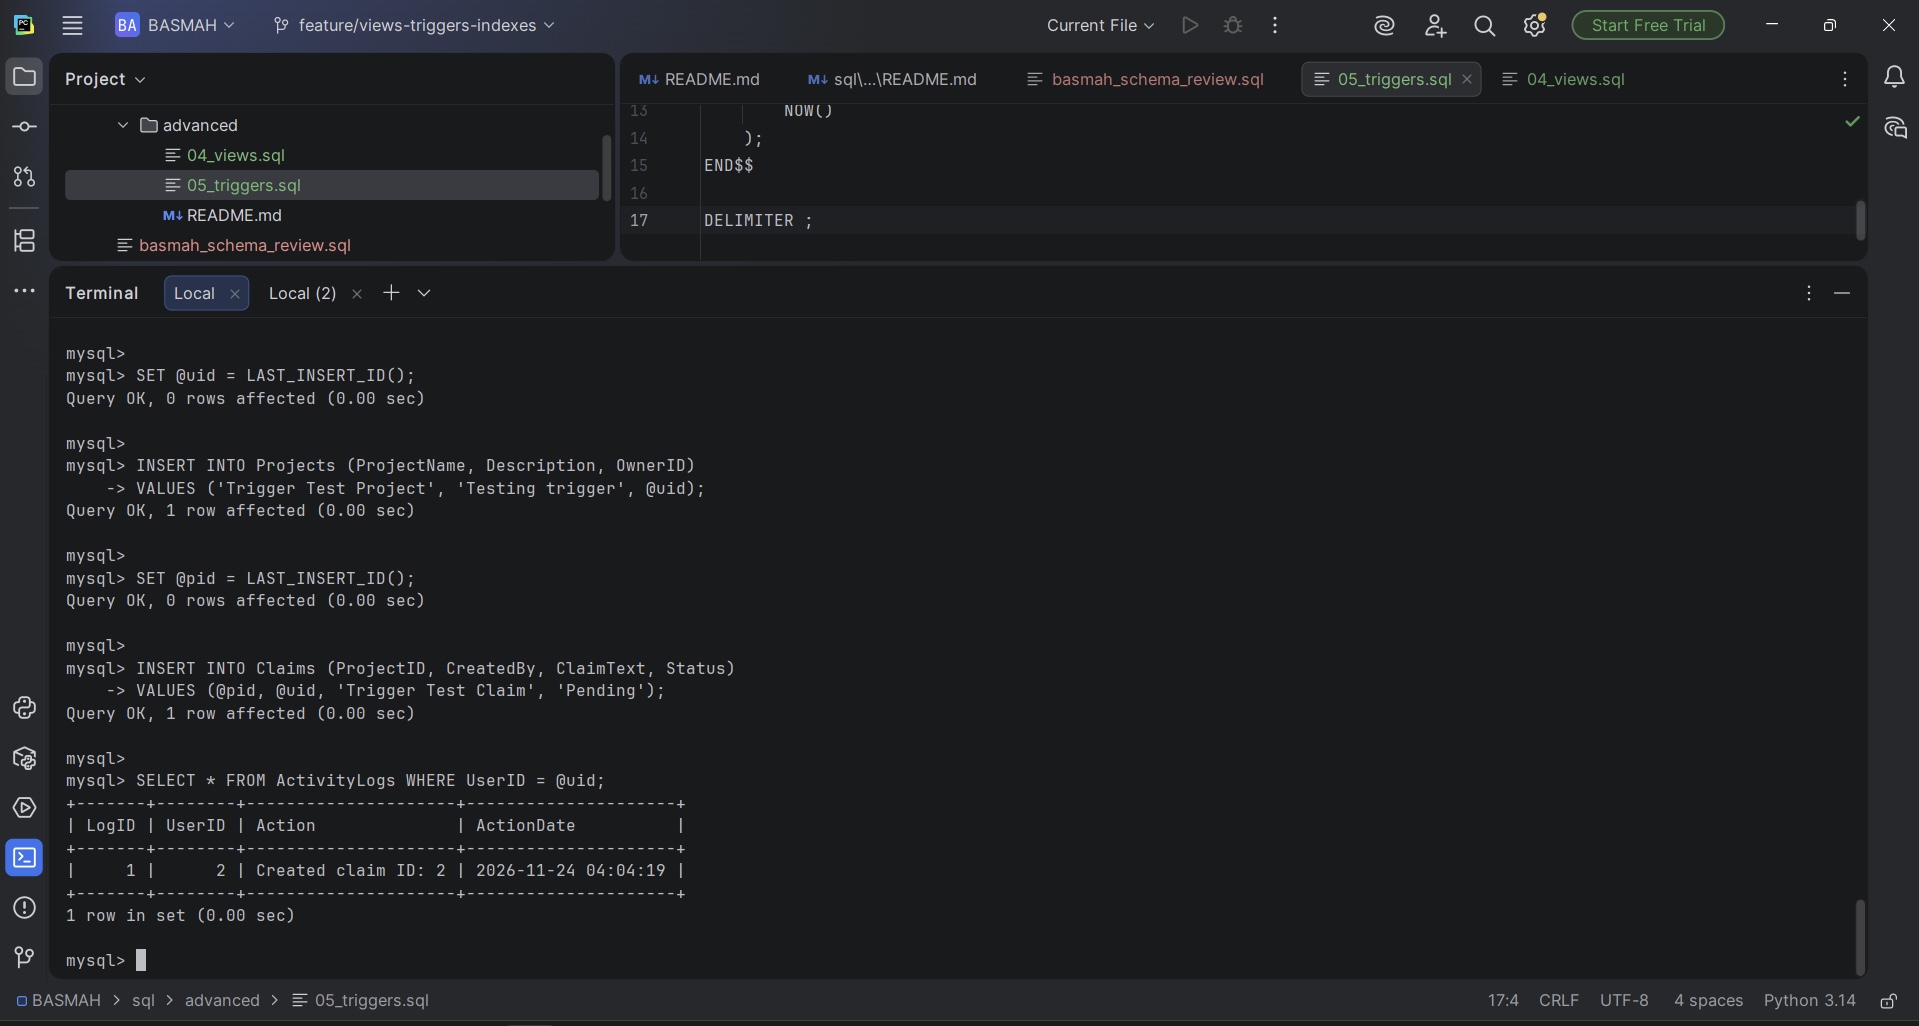 PC
BA BASMAH
feature/views-triggers-indexes
Current File
Start Free Trial
Project
advanced
04_views.sql
05_triggers.sql
M↓ README.md
basmah_schema_review.sql
M↓ README.md
M↓ sql\...\README.md
basmah_schema_review.sql
05_triggers.sql
04_views.sql
13 NOW()
14 );
15 END$$
16
17 DELIMITER ;
Terminal
Local
Local (2)
mysql>
mysql> SET @uid = LAST_INSERT_ID();
Query OK, 0 rows affected (0.00 sec)
mysql>
mysql> INSERT INTO Projects (ProjectName, Description, OwnerID)
-> VALUES ('Trigger Test Project', 'Testing trigger', @uid);
Query OK, 1 row affected (0.00 sec)
mysql>
mysql> SET @pid = LAST_INSERT_ID();
Query OK, 0 rows affected (0.00 sec)
mysql>
mysql> INSERT INTO Claims (ProjectID, CreatedBy, ClaimText, Status)
-> VALUES (@pid, @uid, 'Trigger Test Claim', 'Pending');
Query OK, 1 row affected (0.00 sec)
mysql>
mysql> SELECT * FROM ActivityLogs WHERE UserID = @uid;
+-------+--------+---------------------+---------------------+
| LogID | UserID | Action              | ActionDate          |
+-------+--------+---------------------+---------------------+
|     1 |      2 | Created claim ID: 2 | 2026-11-24 04:04:19 |
+-------+--------+---------------------+---------------------+
1 row in set (0.00 sec)
mysql>
BASMAH > sql > advanced > 05_triggers.sql
17:4 CRLF UTF-8 4 spaces Python 3.14